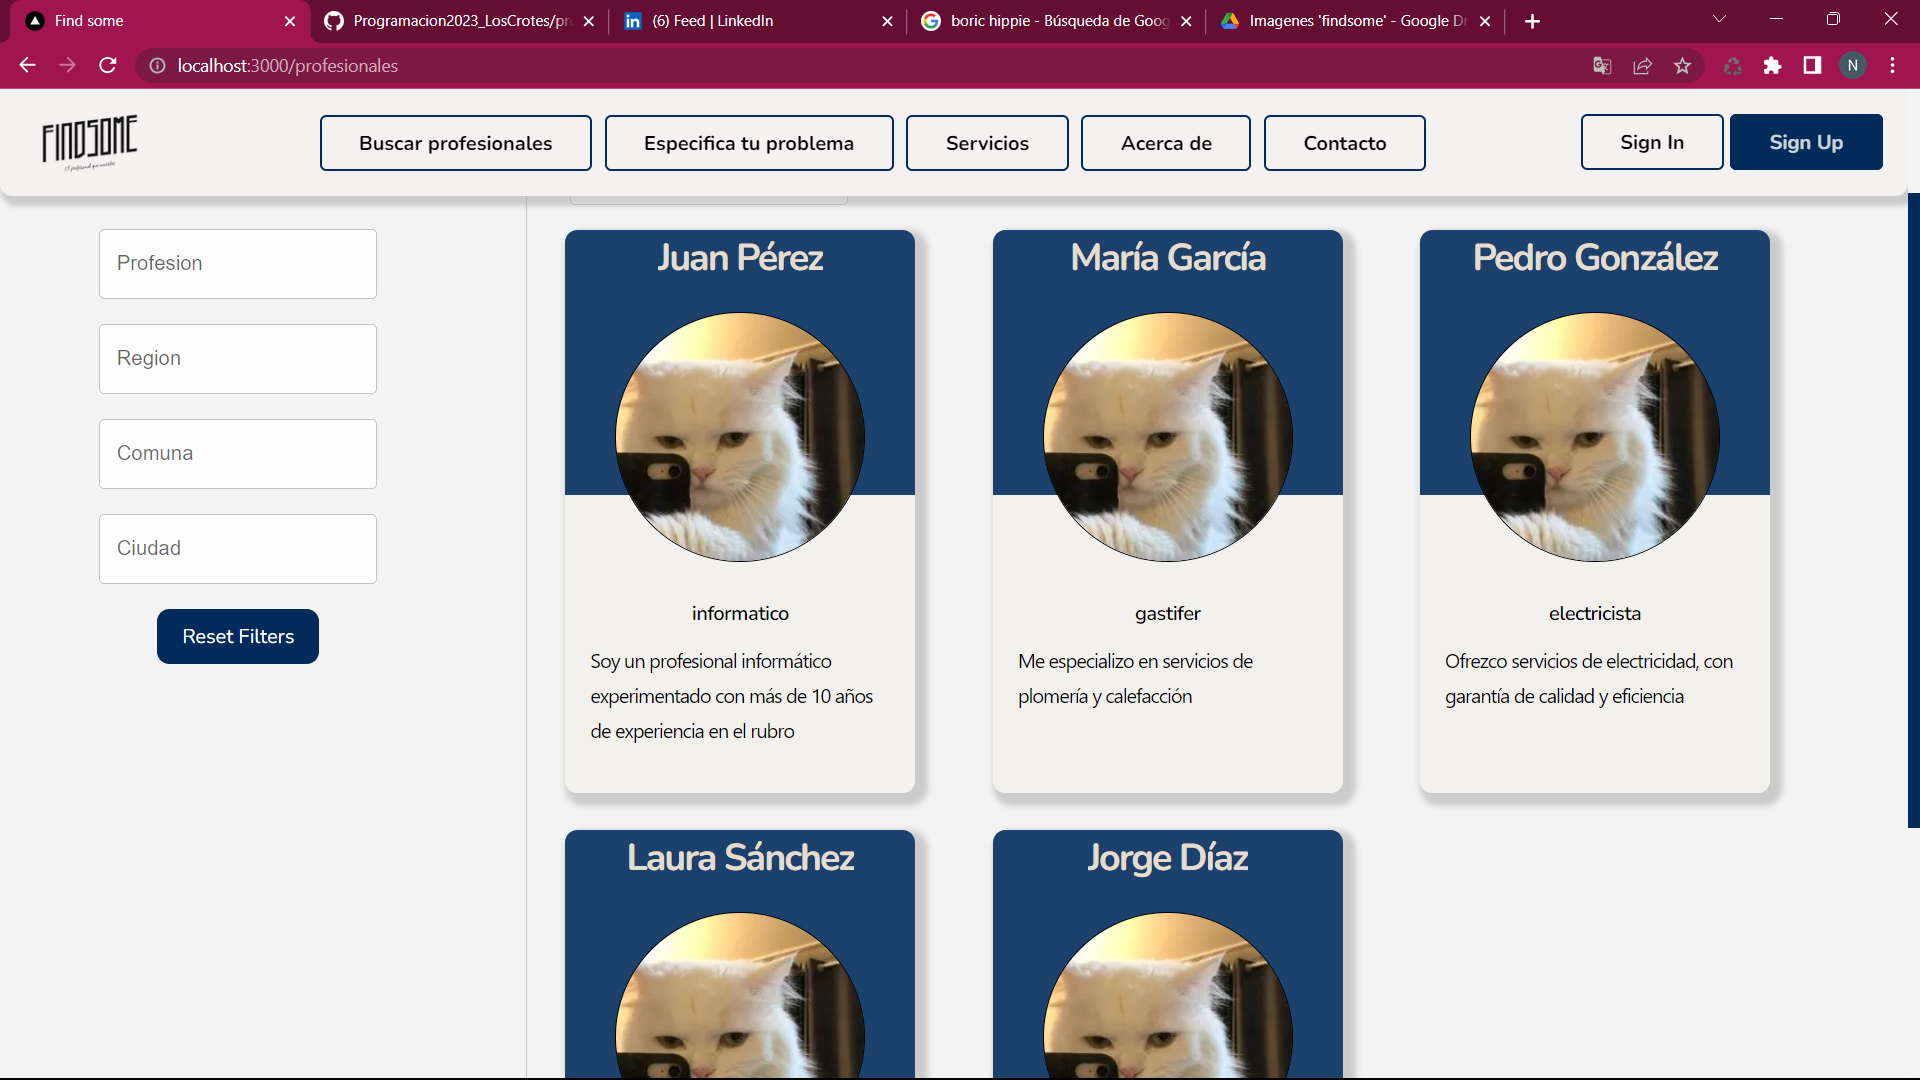 Find some
Programacion2023_LosCrotes/pr
(6) Feed | LinkedIn
boric hippie - Búsqueda de Goog
Imagenes 'findsome' - Google Dr
localhost:3000/profesionales
N
FINDSOME
Buscar profesionales
Especifica tu problema
Servicios
Acerca de
Contacto
Sign In
Sign Up
Profesion
Region
Comuna
Ciudad
Reset Filters
Juan Pérez
informatico
Soy un profesional informático
experimentado con más de 10 años
de experiencia en el rubro
María García
gastifer
Me especializo en servicios de
plomería y calefacción
Pedro González
electricista
Ofrezco servicios de electricidad, con
garantía de calidad y eficiencia
Laura Sánchez
Jorge Díaz